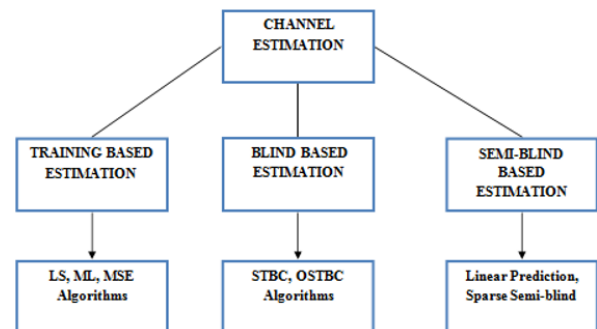 CHANNEL
ESTIMATION
TRAINING BASED
ESTIMATION
BLIND BASED
ESTIMATION
SEMI-BLIND
BASED
ESTIMATION
LS, ML, MSE
Algorithms
STBC, OSTBC
Algorithms
Linear Prediction,
Sparse Semi-blind